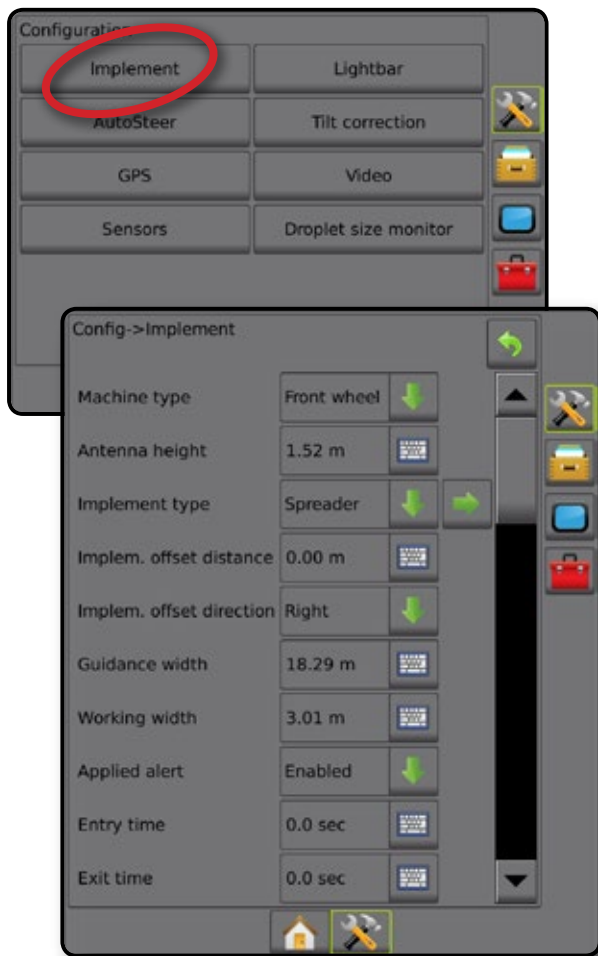 Configuration
Implement Lightbar
AutoSteer Tilt correction
GPS Video
Sensors Droplet size monitor
Config->Implement
Machine type Front wheel
Antenna height 1.52 m
Implement type Spreader
Implem. offset distance 0.00 m
Implem. offset direction Right
Guidance width 18.29 m
Working width 3.01 m
Applied alert Enabled
Entry time 0.0 sec
Exit time 0.0 sec